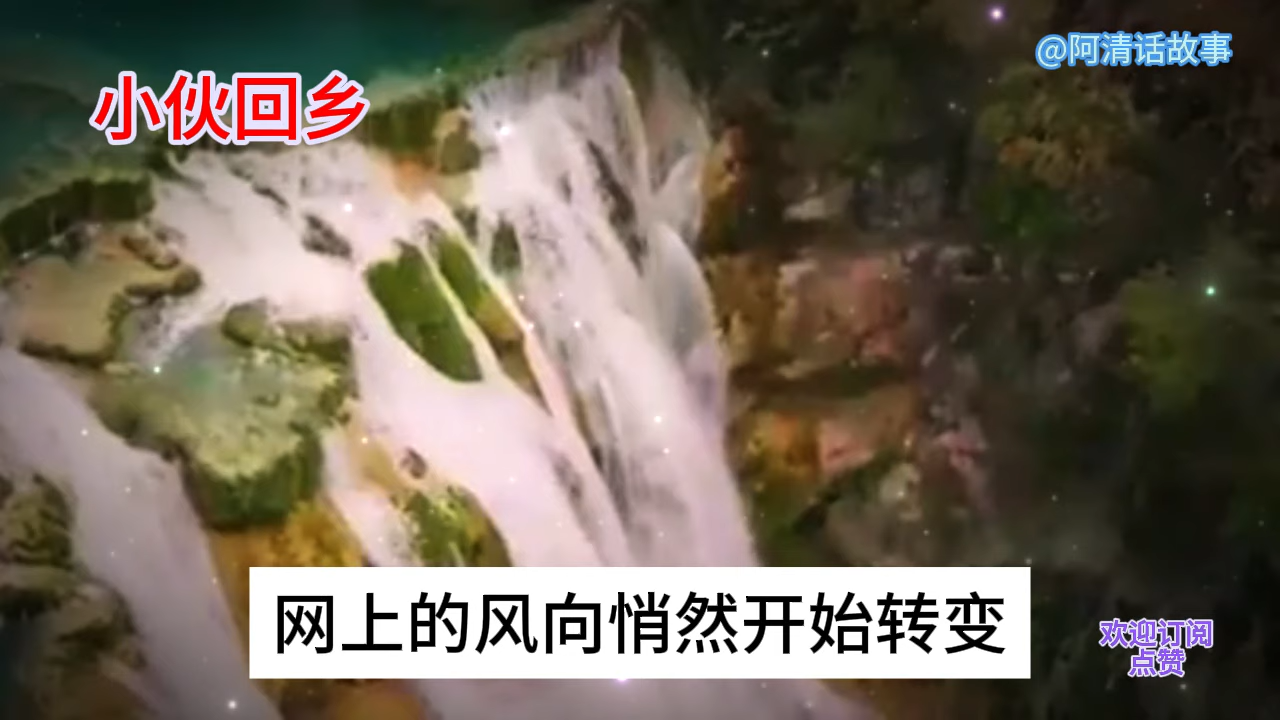 @阿清话故事
小伙回乡
网上的风向悄然开始转变
欢迎订阅
点赞